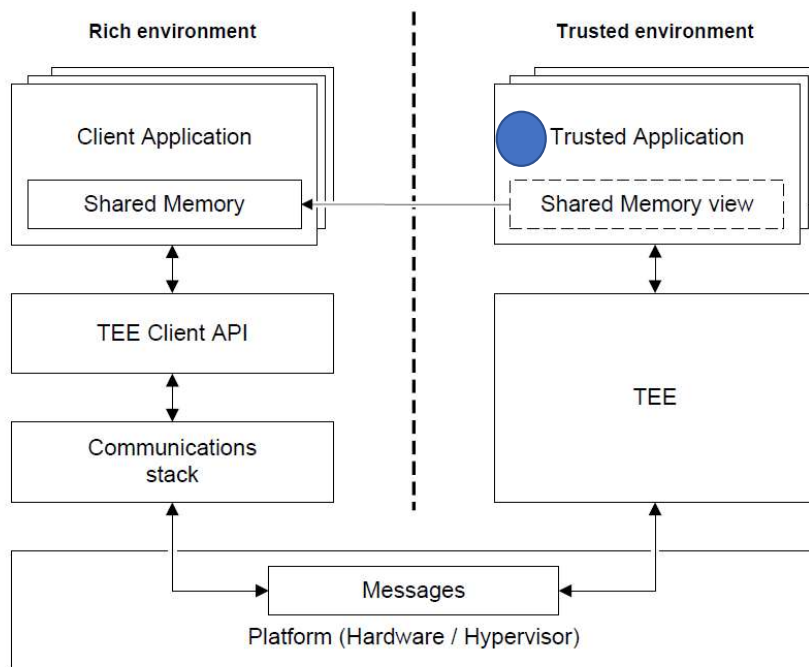 Rich environment
Trusted environment
Client Application
Trusted Application
Shared Memory
Shared Memory view
TEE Client API
TEE
Communications
stack
Messages
Platform (Hardware / Hypervisor)